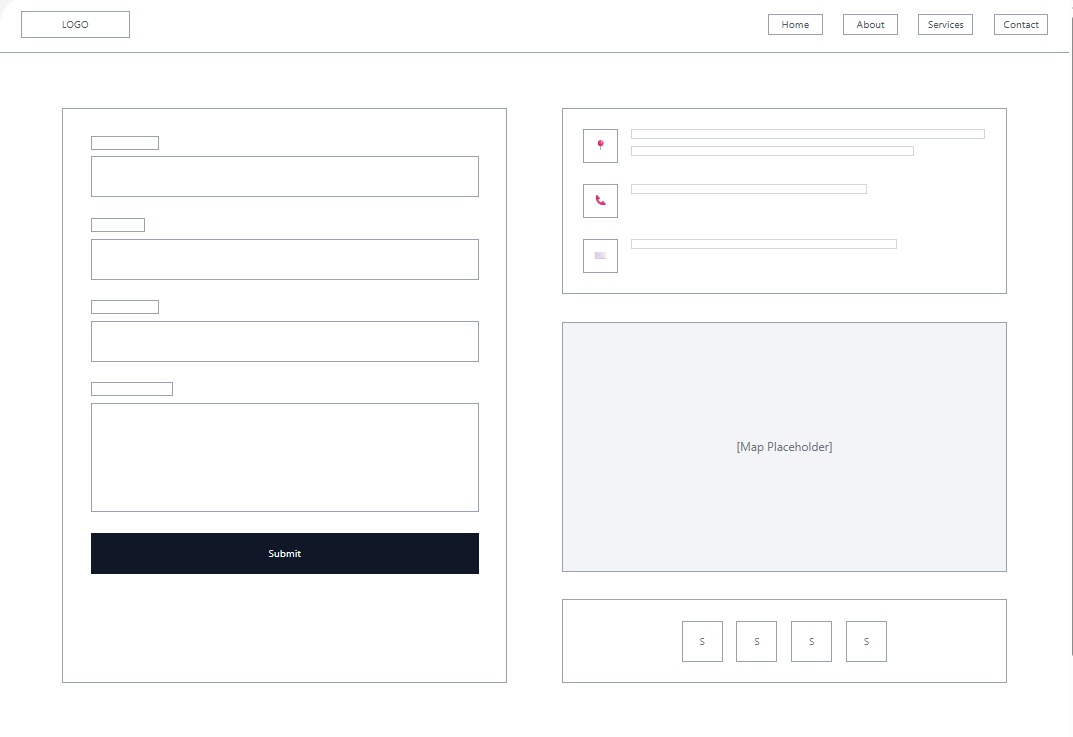 LOGO
Home
About
Services
Contact
Submit
[Map Placeholder]
S
S
S
S